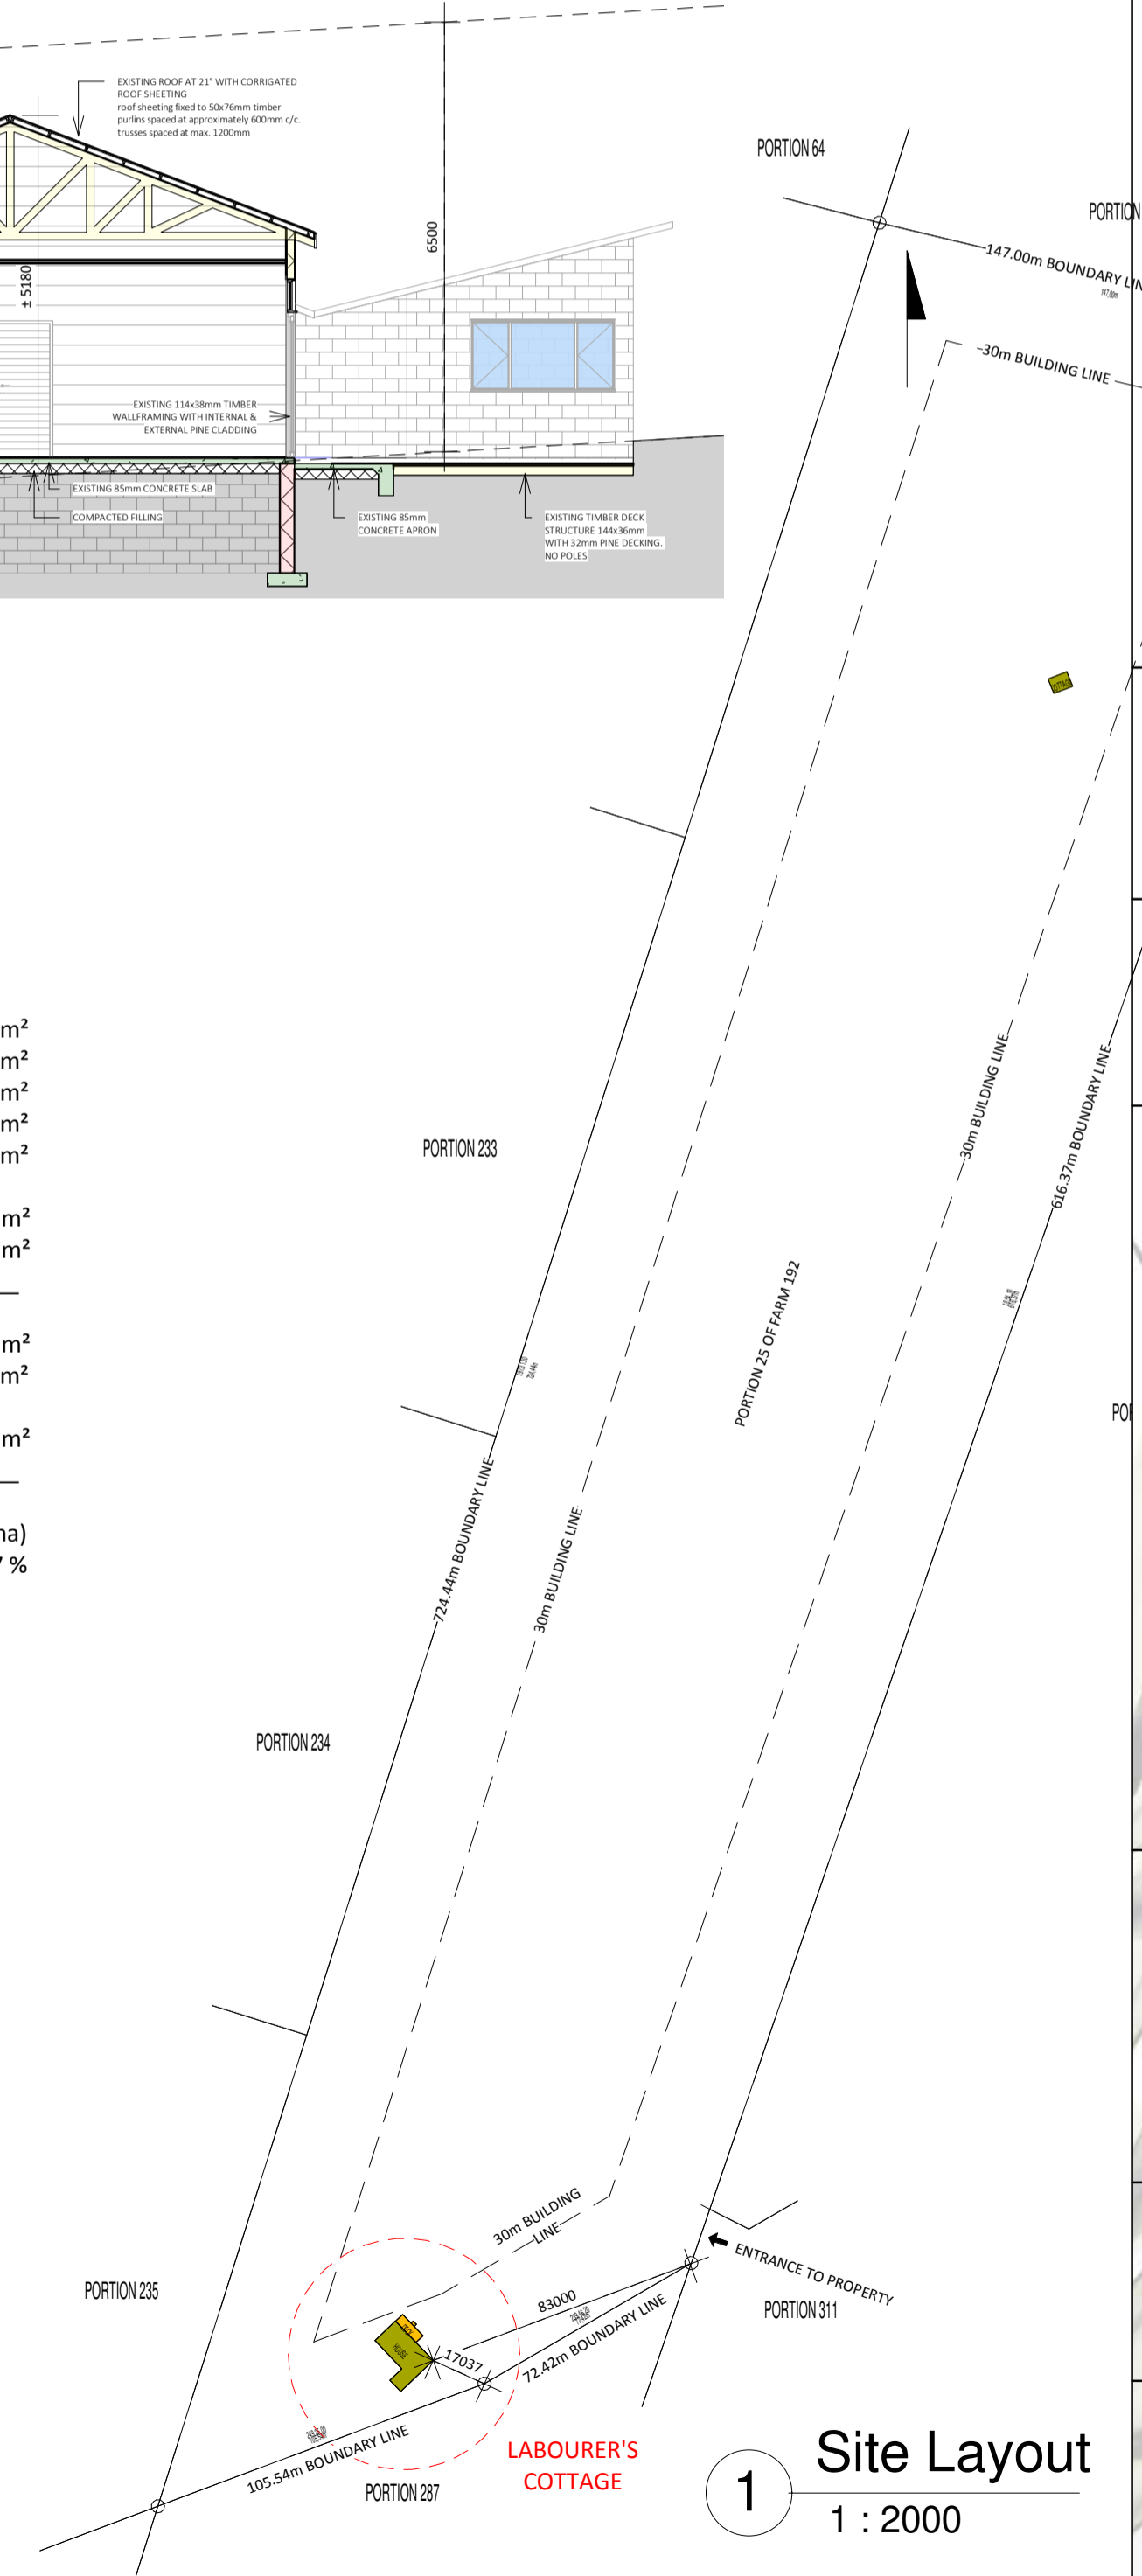 EXISTING ROOF AT 21° WITH CORRIGATED
ROOF SHEETING
roof sheeting fixed to 50x76mm timber
purlins spaced at approximately 600mm c/c.
trusses spaced at max. 1200mm
PORTION 64
PORTION
147.00m BOUNDARY LIN
147,00m
6500
± 5180
30m BUILDING LINE
EXISTING 114x38mm TIMBER
WALLFRAMING WITH INTERNAL &
EXTERNAL PINE CLADDING
EXISTING 85mm CONCRETE SLAB
COMPACTED FILLING
EXISTING 85mm
CONCRETE APRON
EXISTING TIMBER DECK
STRUCTURE 144x36mm
WITH 32mm PINE DECKING.
NO POLES
COTTAGE
m²
m²
m²
m²
m²
m²
m²
m²
m²
m²
ha)
%
PORTION 233
30m BUILDING LINE
616.37m BOUNDARY LINE
PORTION 25 OF FARM 192
724.44m BOUNDARY LINE
30m BUILDING LINE
PORTION 234
30m BUILDING
LINE
ENTRANCE TO PROPERTY
PORTION 235
PORTION 311
83000
72.42m BOUNDARY LINE
17037
HOUSE
105.54m BOUNDARY LINE
PORTION 287
LABOURER'S
COTTAGE
1
Site Layout
1 : 2000